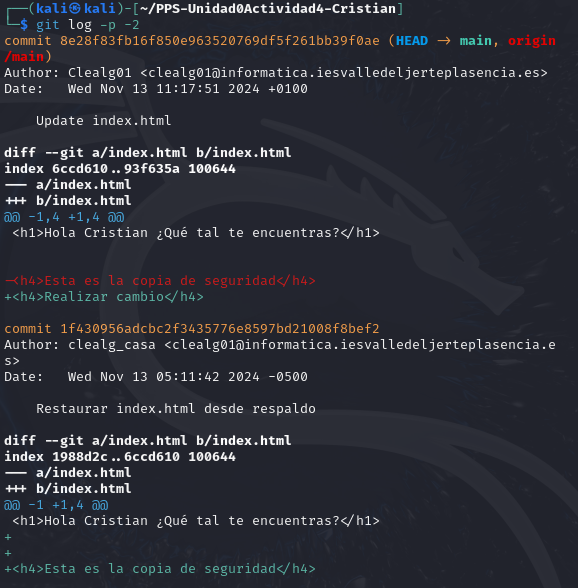 ┌──(kali㉿kali)-[~/PPS-Unidad0Actividad4-Cristian]
└─$ git log -p -2
commit 8e28f83fb16f850e963520769df5f261bb39f0ae (HEAD → main, origin
/main)
Author: Clealg01 <clealg01@informatica.iesvalledeljerteplasencia.es>
Date:   Wed Nov 13 11:17:51 2024 +0100
    Update index.html
diff --git a/index.html b/index.html
index 6ccd610..93f635a 100644
--- a/index.html
+++ b/index.html
@@ -1,4 +1,4 @@
 <h1>Hola Cristian ¿Qué tal te encuentras?</h1>
-<h4>Esta es la copia de seguridad</h4>
+<h4>Realizar cambio</h4>
commit 1f430956adcbc2f3435776e8597bd21008f8bef2
Author: clealg_casa <clealg01@informatica.iesvalledeljerteplasencia.e
s>
Date:   Wed Nov 13 05:11:42 2024 -0500
    Restaurar index.html desde respaldo
diff --git a/index.html b/index.html
index 1988d2c..6ccd610 100644
--- a/index.html
+++ b/index.html
@@ -1 +1,4 @@
 <h1>Hola Cristian ¿Qué tal te encuentras?</h1>
+
+
+<h4>Esta es la copia de seguridad</h4>